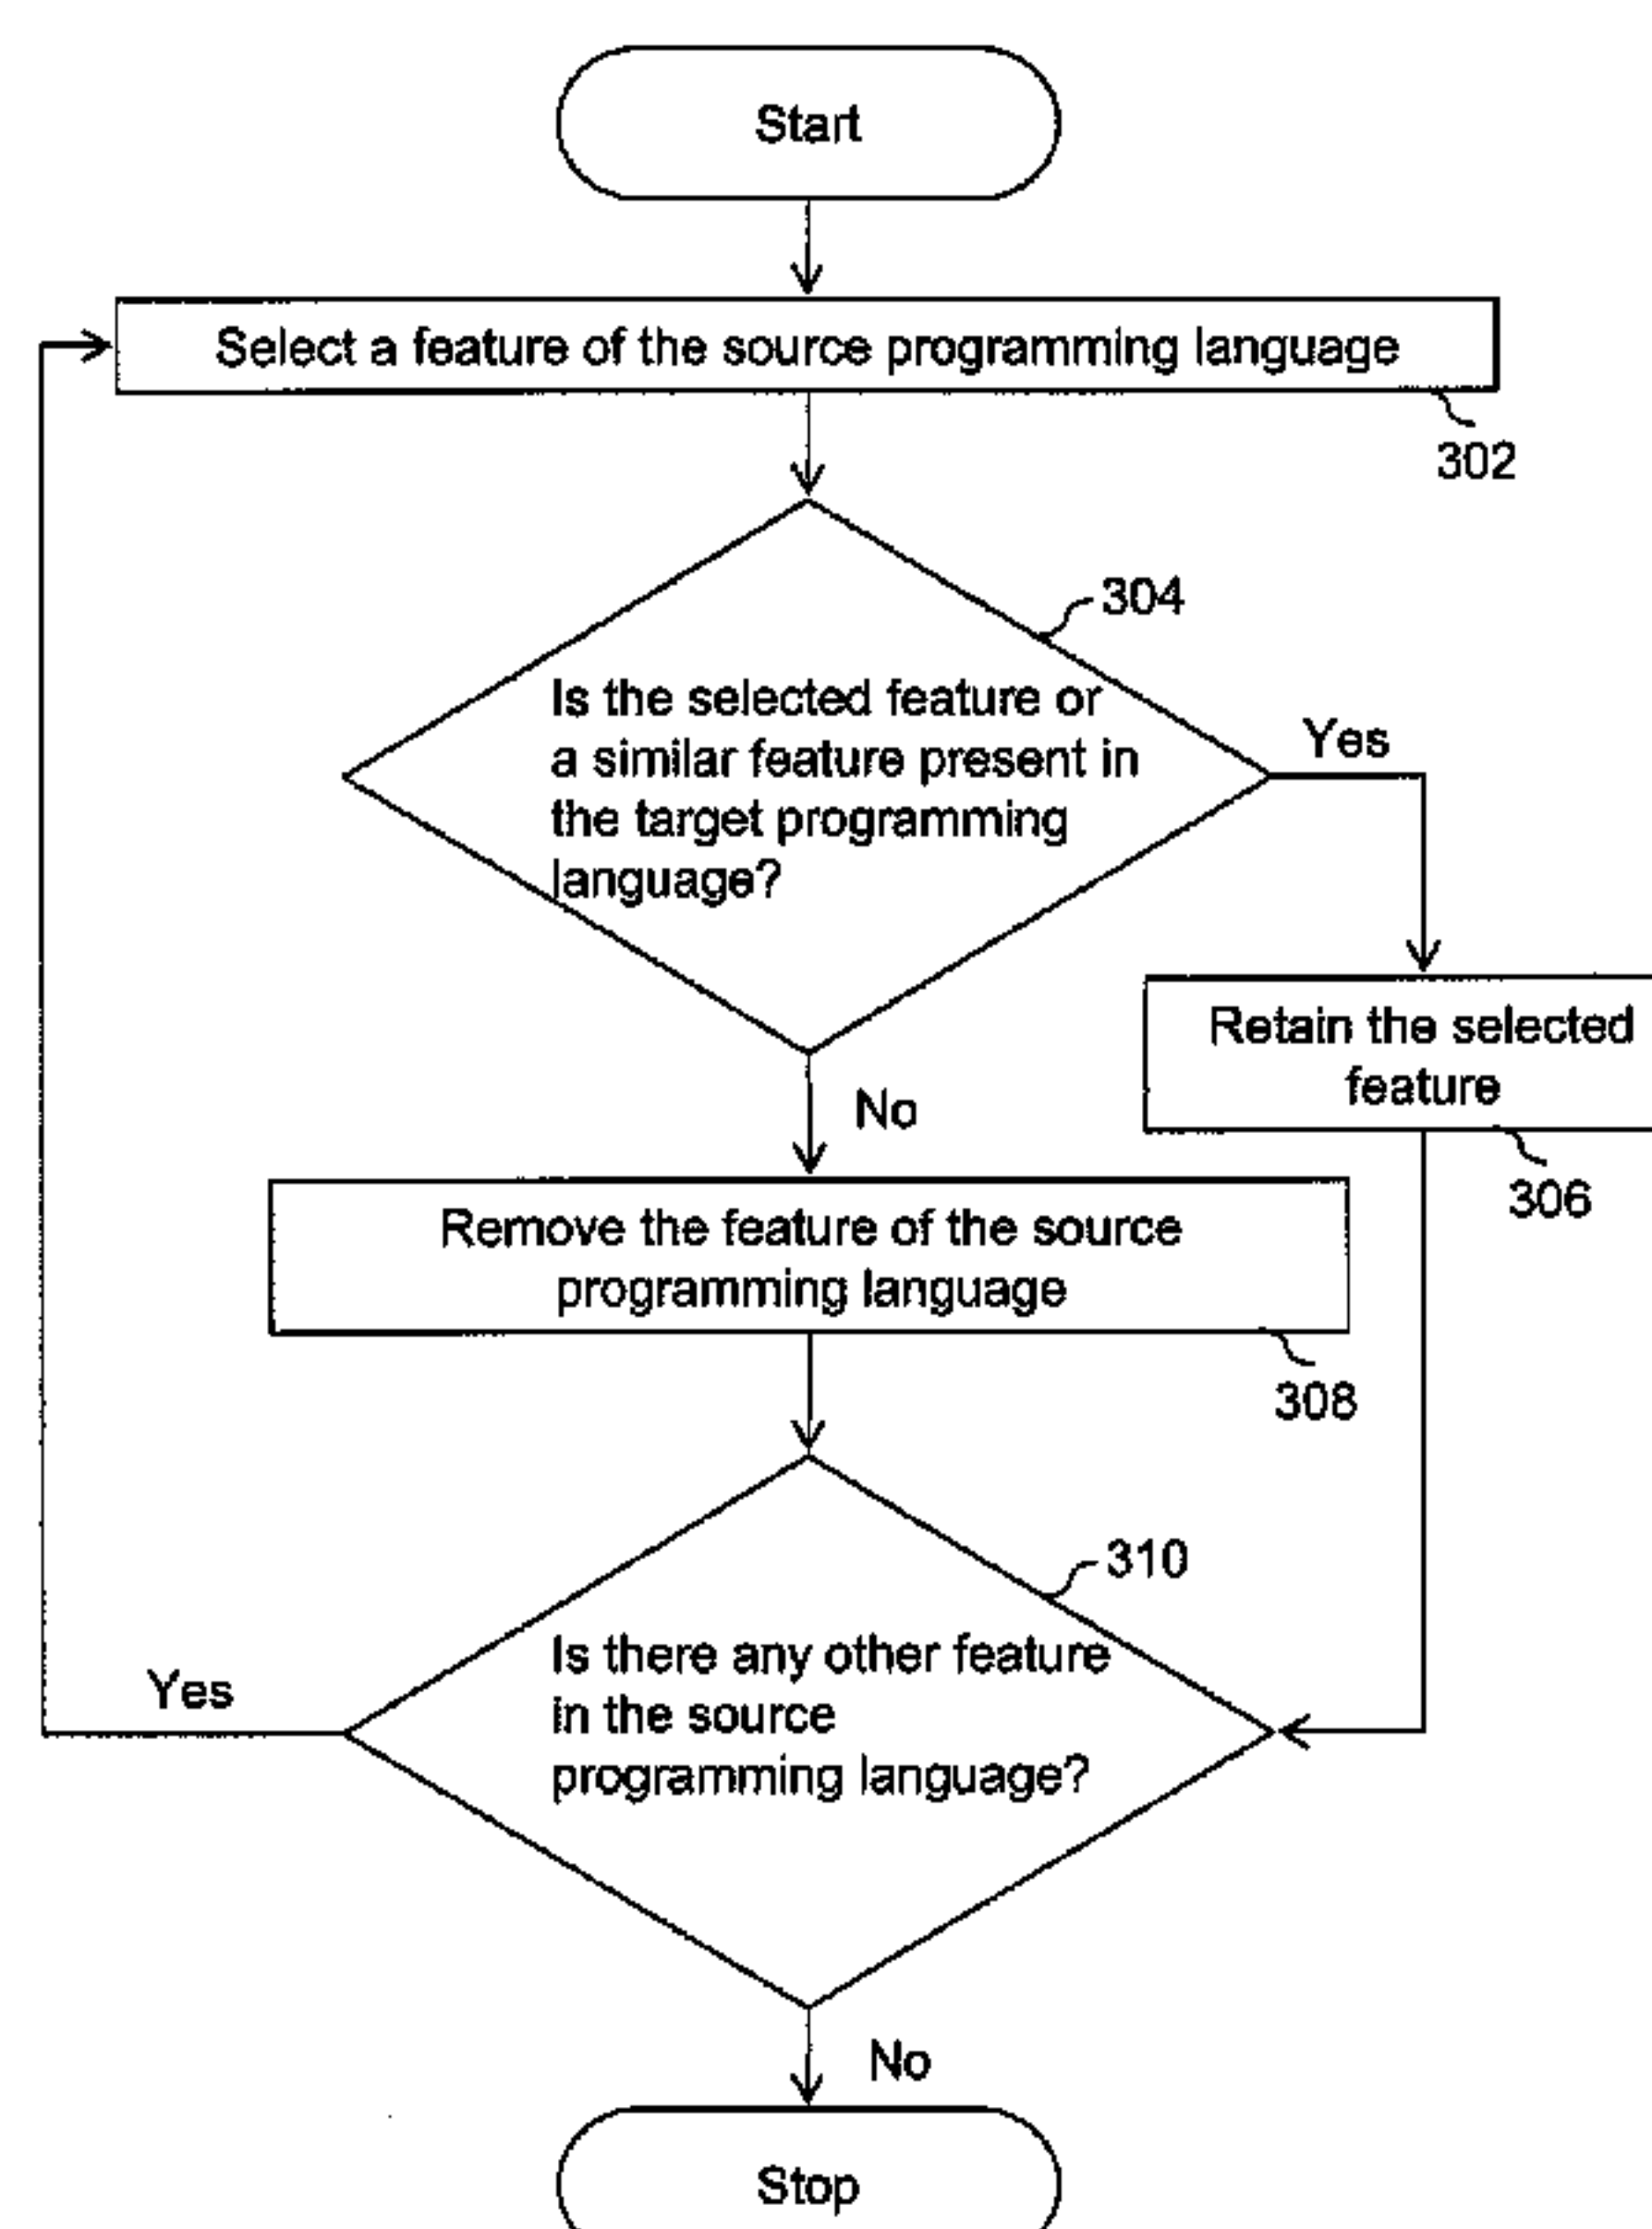 Start
Select a feature of the source programming language
302
304
Is the selected feature or
a similar feature present in
the target programming
language?
Yes
Retain the selected
feature
306
No
Remove the feature of the source
programming language
308
310
Is there any other feature
in the source
programming language?
Yes
No
Stop